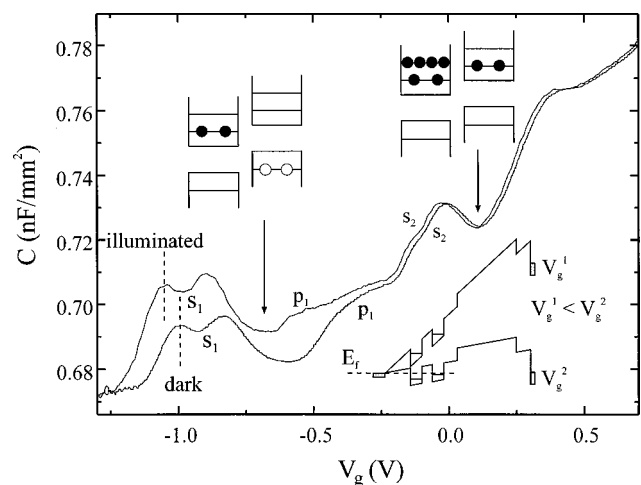 0.78
0.76
0.74
0.72
0.70
0.68
C (nF/mm²)
illuminated
s₁
s₁
dark
p₁
p₁
s₂
s₂
V_g¹
V_g¹ < V_g²
E_f
V_g²
-1.0
-0.5
0.0
0.5
V_g (V)